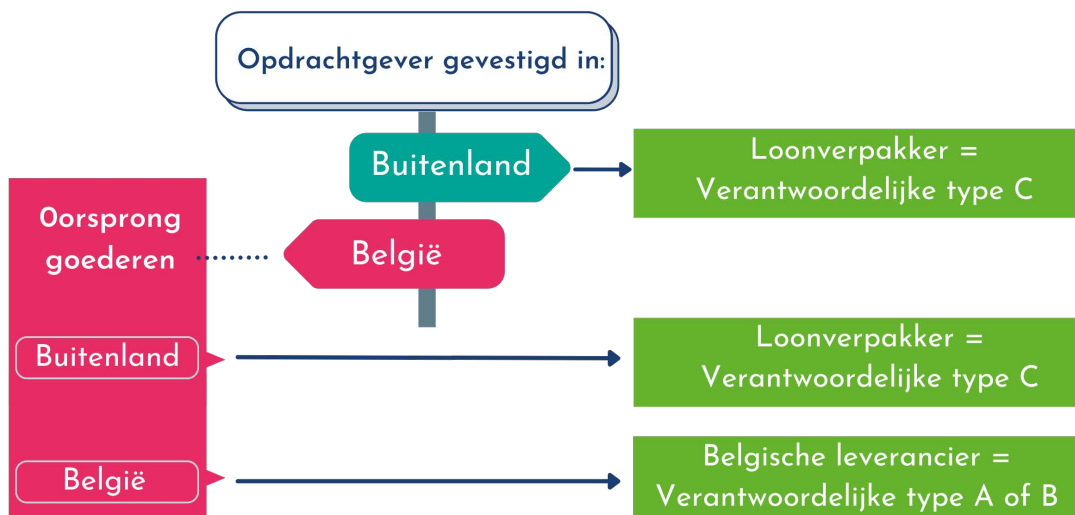 Opdrachtgever gevestigd in:
Buitenland
Loonverpakker =
Verantwoordelijke type C
België
Oorsprong
goederen
Buitenland
Loonverpakker =
Verantwoordelijke type C
België
Belgische leverancier =
Verantwoordelijke type A of B